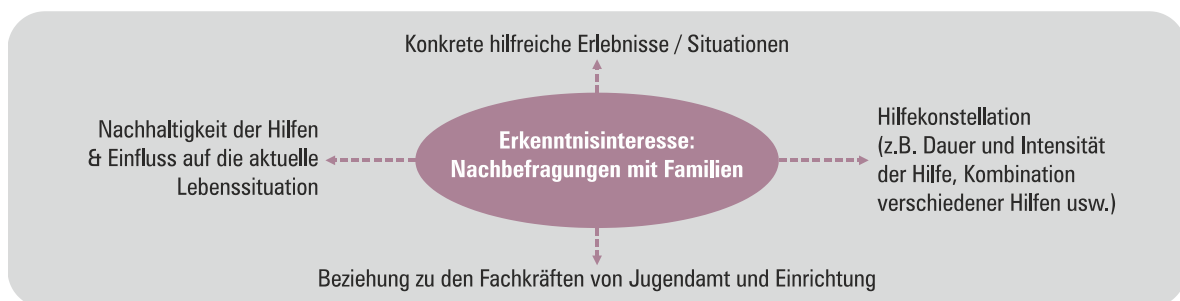 Konkrete hilfreiche Erlebnisse / Situationen
Nachhaltigkeit der Hilfen
& Einfluss auf die aktuelle
Lebenssituation
Erkenntnisinteresse:
Nachbefragungen mit Familien
Hilfekonstellation
(z.B. Dauer und Intensität
der Hilfe, Kombination
verschiedener Hilfen usw.)
Beziehung zu den Fachkräften von Jugendamt und Einrichtung